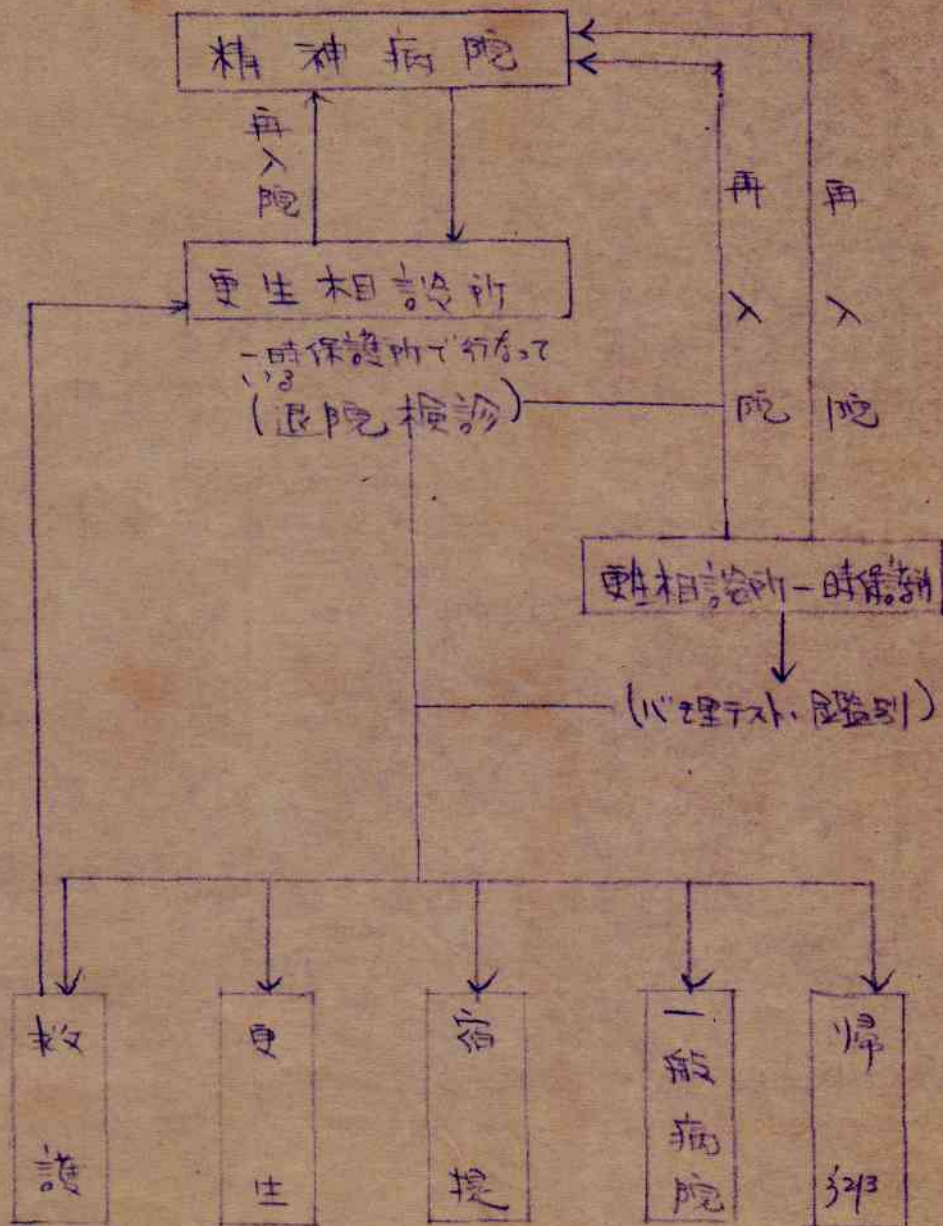 精神病院
再入院
更生相談所
一時保護所で行なって
いる
(退院検診)
再入院
再入院
更生相談所一時保護所
(心理テスト、鑑別)
救護
更生
宿提
一般病院
帰郷